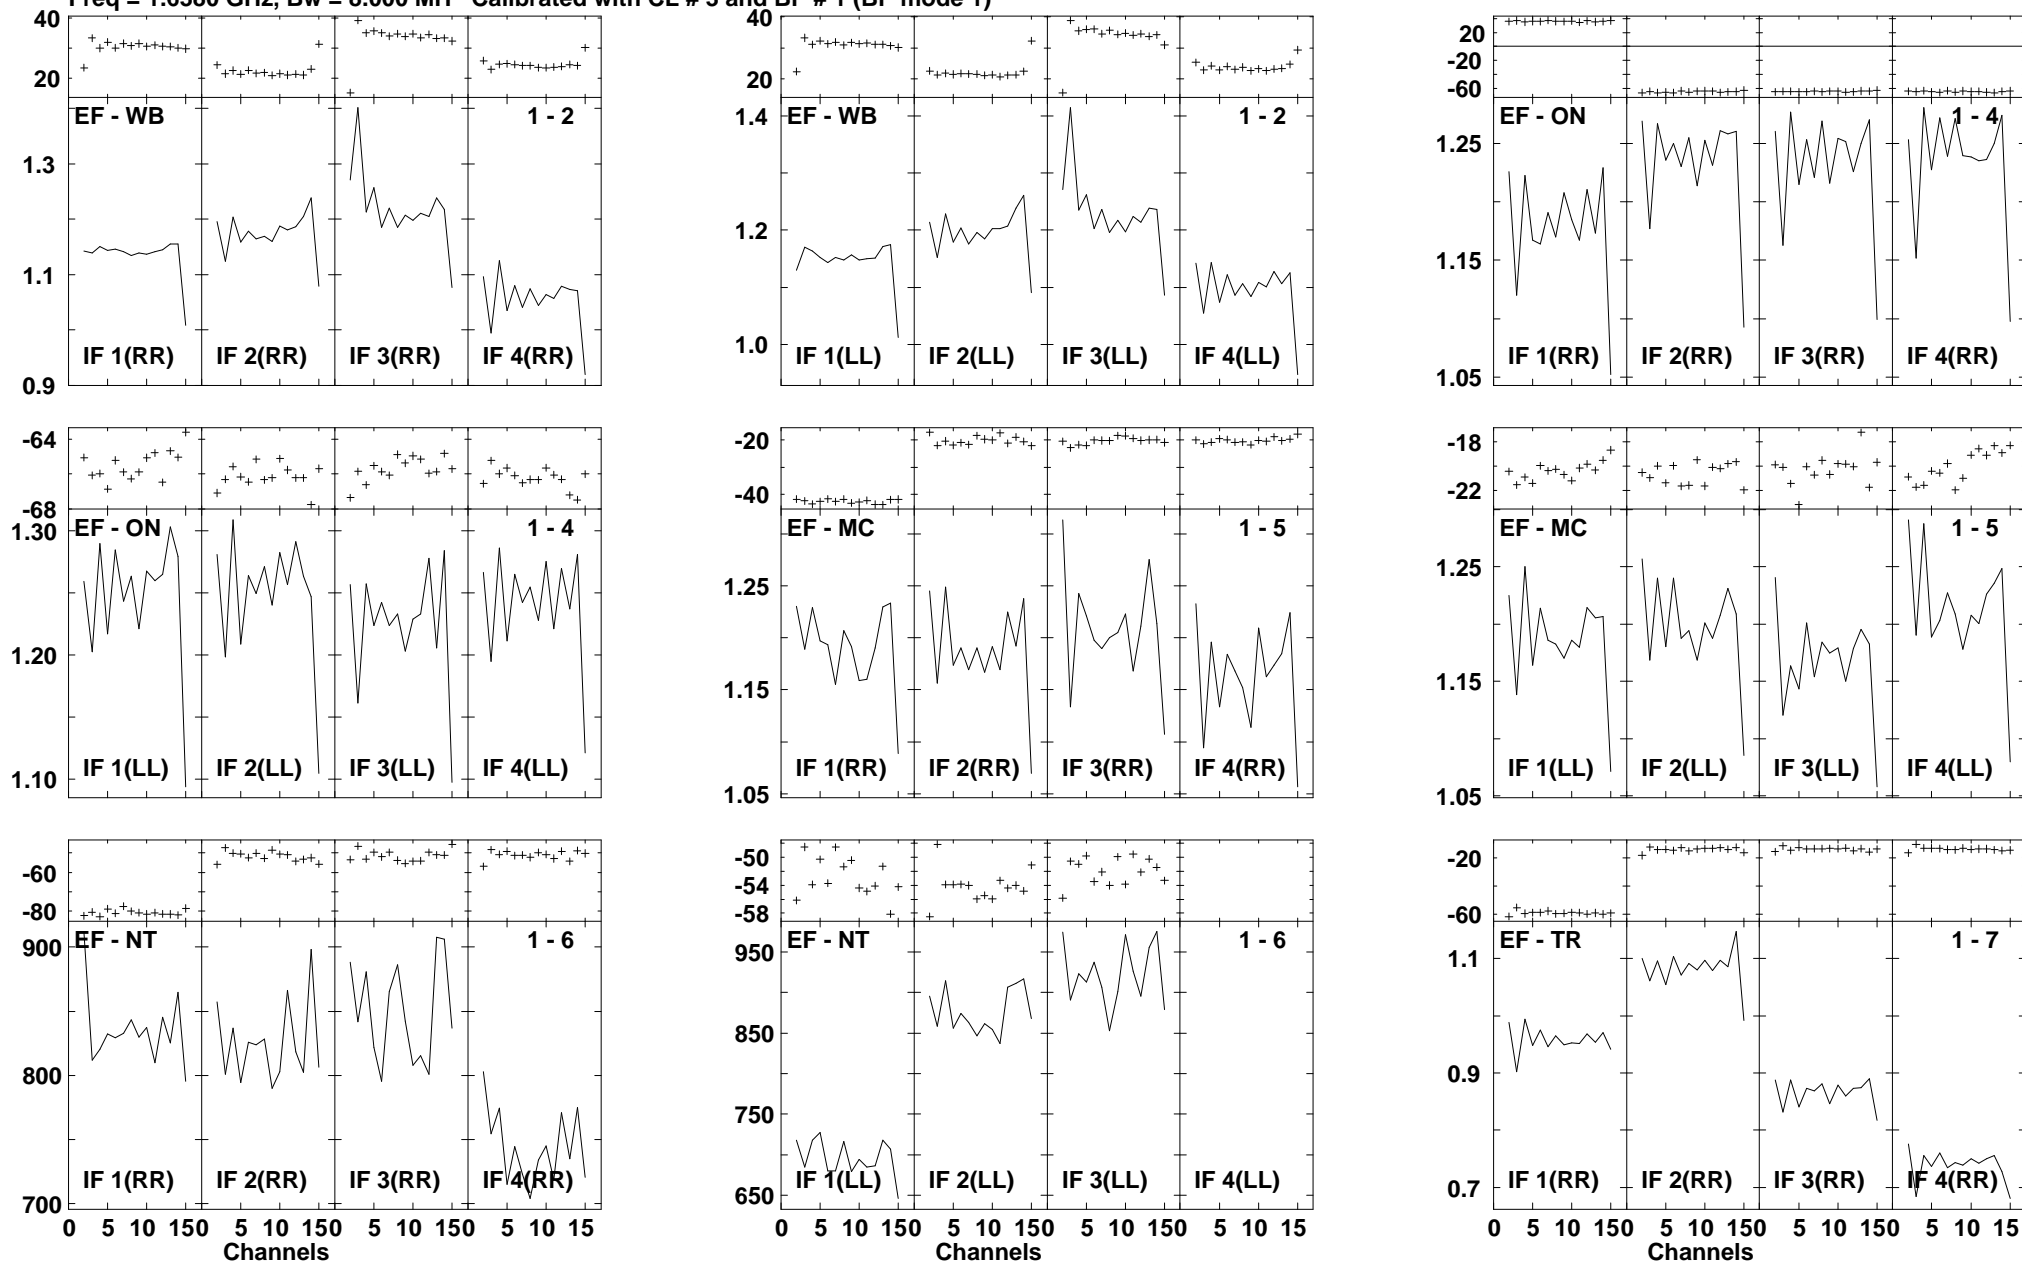 Freq = 1.6380 GHz, Bw = 8.000 MH Calibrated with CL # 3 and BP # 1 (BP mode 1)
40
20
EF - WB
1 - 2
1.3
1.1
0.9
IF 1(RR)
IF 2(RR)
IF 3(RR)
IF 4(RR)
40
20
EF - WB
1 - 2
1.4
1.2
1.0
IF 1(LL)
IF 2(LL)
IF 3(LL)
IF 4(LL)
20
-20
-60
EF - ON
1 - 4
1.25
1.15
1.05
IF 1(RR)
IF 2(RR)
IF 3(RR)
IF 4(RR)
-64
-68
EF - ON
1 - 4
1.30
1.20
1.10
IF 1(LL)
IF 2(LL)
IF 3(LL)
IF 4(LL)
-20
-40
EF - MC
1 - 5
1.25
1.15
1.05
IF 1(RR)
IF 2(RR)
IF 3(RR)
IF 4(RR)
-18
-22
EF - MC
1 - 5
1.25
1.15
1.05
IF 1(LL)
IF 2(LL)
IF 3(LL)
IF 4(LL)
-60
-80
EF - NT
1 - 6
900
800
700
IF 1(RR)
IF 2(RR)
IF 3(RR)
IF 4(RR)
0 5 10 150 5 10 150 5 10 150 5 10 150
Channels
-50
-54
-58
EF - NT
1 - 6
950
850
750
650
IF 1(LL)
IF 2(LL)
IF 3(LL)
IF 4(LL)
0 5 10 150 5 10 150 5 10 150 5 10 15
Channels
-20
-60
EF - TR
1 - 7
1.1
0.9
0.7
IF 1(RR)
IF 2(RR)
IF 3(RR)
IF 4(RR)
0 5 10 150 5 10 150 5 10 150 5 10 150
Channels